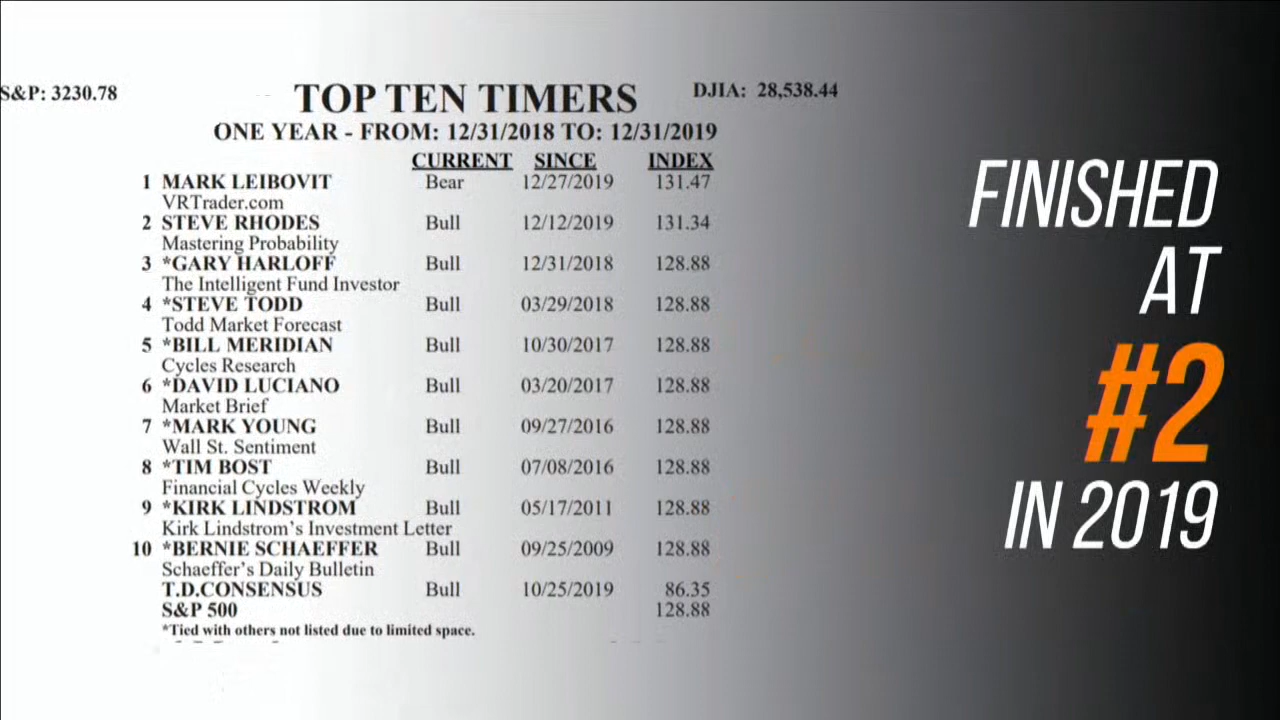 S&P: 3230.78
TOP TEN TIMERS
DJIA: 28,538.44
ONE YEAR - FROM: 12/31/2018 TO: 12/31/2019
CURRENT SINCE INDEX
1 MARK LEIBOVIT Bear 12/27/2019 131.47
VRTrader.com
2 STEVE RHODES Bull 12/12/2019 131.34
Mastering Probability
3 *GARY HARLOFF Bull 12/31/2018 128.88
The Intelligent Fund Investor
4 *STEVE TODD Bull 03/29/2018 128.88
Todd Market Forecast
5 *BILL MERIDIAN Bull 10/30/2017 128.88
Cycles Research
6 *DAVID LUCIANO Bull 03/20/2017 128.88
Market Brief
7 *MARK YOUNG Bull 09/27/2016 128.88
Wall St. Sentiment
8 *TIM BOST Bull 07/08/2016 128.88
Financial Cycles Weekly
9 *KIRK LINDSTROM Bull 05/17/2011 128.88
Kirk Lindstrom's Investment Letter
10 *BERNIE SCHAEFFER Bull 09/25/2009 128.88
Schaeffer's Daily Bulletin
T.D.CONSENSUS Bull 10/25/2019 86.35
S&P 500 128.88
*Tied with others not listed due to limited space.
FINISHED
AT
#2
IN 2019